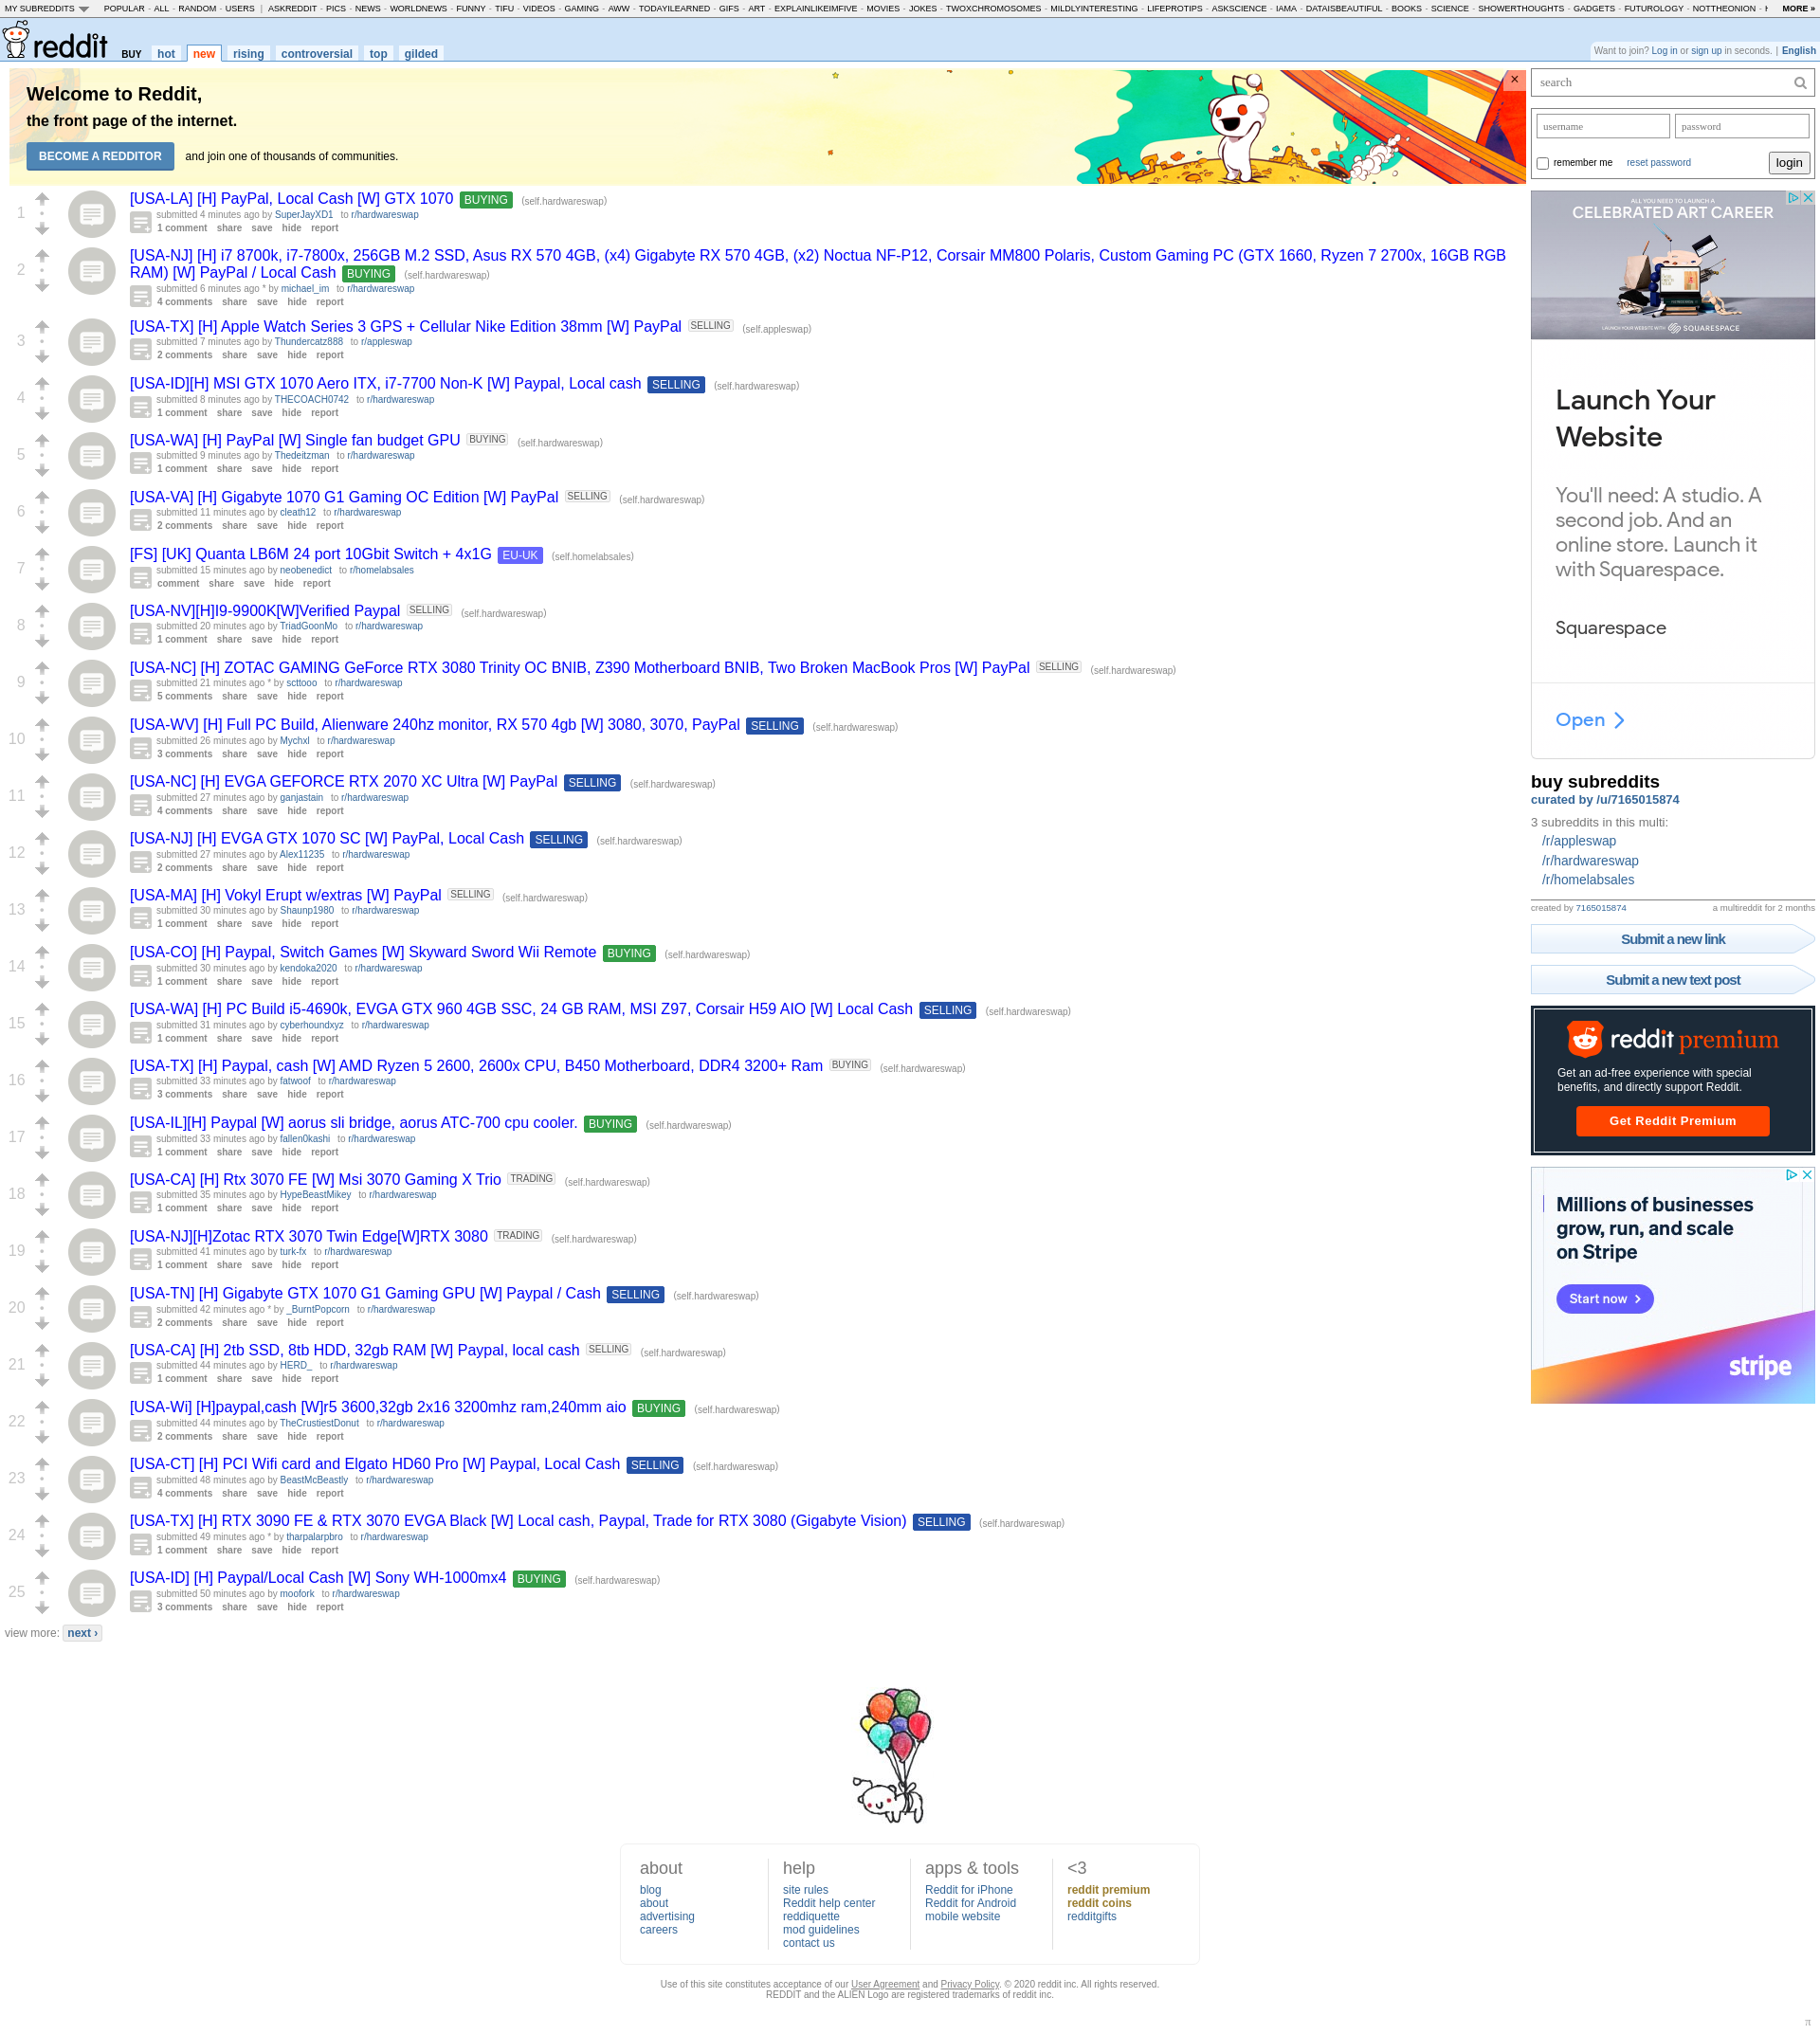 MY SUBREDDITS POPULAR - ALL - RANDOM - USERS | ASKREDDIT - PICS - NEWS - WORLDNEWS - FUNNY - TIFU - VIDEOS - GAMING - AWW - TODAYILEARNED - GIFS - ART - EXPLAINLIKEIMFIVE - MOVIES - JOKES - TWOXCHROMOSOMES - MILDLYINTERESTING - LIFEPROTIPS - ASKSCIENCE - IAMA - DATAISBEAUTIFUL - BOOKS - SCIENCE - SHOWERTHOUGHTS - GADGETS - FUTUROLOGY - NOTTHEONION - MORE »
reddit BUY hot new rising controversial top gilded
Want to join? Log in or sign up in seconds. | English
Welcome to Reddit,
the front page of the internet.
BECOME A REDDITOR and join one of thousands of communities.
×
1
[USA-LA] [H] PayPal, Local Cash [W] GTX 1070 BUYING (self.hardwareswap)
submitted 4 minutes ago by SuperJayXD1 to r/hardwareswap
1 comment share save hide report
2
[USA-NJ] [H] i7 8700k, i7-7800x, 256GB M.2 SSD, Asus RX 570 4GB, (x4) Gigabyte RX 570 4GB, (x2) Noctua NF-P12, Corsair MM800 Polaris, Custom Gaming PC (GTX 1660, Ryzen 7 2700x, 16GB RGB
RAM) [W] PayPal / Local Cash BUYING (self.hardwareswap)
submitted 6 minutes ago * by michael_im to r/hardwareswap
4 comments share save hide report
3
[USA-TX] [H] Apple Watch Series 3 GPS + Cellular Nike Edition 38mm [W] PayPal SELLING (self.appleswap)
submitted 7 minutes ago by Thundercatz888 to r/appleswap
2 comments share save hide report
4
[USA-ID][H] MSI GTX 1070 Aero ITX, i7-7700 Non-K [W] Paypal, Local cash SELLING (self.hardwareswap)
submitted 8 minutes ago by THECOACH0742 to r/hardwareswap
1 comment share save hide report
5
[USA-WA] [H] PayPal [W] Single fan budget GPU BUYING (self.hardwareswap)
submitted 9 minutes ago by Thedeitzman to r/hardwareswap
1 comment share save hide report
6
[USA-VA] [H] Gigabyte 1070 G1 Gaming OC Edition [W] PayPal SELLING (self.hardwareswap)
submitted 11 minutes ago by cleath12 to r/hardwareswap
2 comments share save hide report
7
[FS] [UK] Quanta LB6M 24 port 10Gbit Switch + 4x1G EU-UK (self.homelabsales)
submitted 15 minutes ago by neobenedict to r/homelabsales
comment share save hide report
8
[USA-NV][H]I9-9900K[W]Verified Paypal SELLING (self.hardwareswap)
submitted 20 minutes ago by TriadGoonMo to r/hardwareswap
1 comment share save hide report
9
[USA-NC] [H] ZOTAC GAMING GeForce RTX 3080 Trinity OC BNIB, Z390 Motherboard BNIB, Two Broken MacBook Pros [W] PayPal SELLING (self.hardwareswap)
submitted 21 minutes ago * by scttooo to r/hardwareswap
5 comments share save hide report
10
[USA-WV] [H] Full PC Build, Alienware 240hz monitor, RX 570 4gb [W] 3080, 3070, PayPal SELLING (self.hardwareswap)
submitted 26 minutes ago by Mychxl to r/hardwareswap
3 comments share save hide report
11
[USA-NC] [H] EVGA GEFORCE RTX 2070 XC Ultra [W] PayPal SELLING (self.hardwareswap)
submitted 27 minutes ago by ganjastain to r/hardwareswap
4 comments share save hide report
12
[USA-NJ] [H] EVGA GTX 1070 SC [W] PayPal, Local Cash SELLING (self.hardwareswap)
submitted 27 minutes ago by Alex11235 to r/hardwareswap
2 comments share save hide report
13
[USA-MA] [H] Vokyl Erupt w/extras [W] PayPal SELLING (self.hardwareswap)
submitted 30 minutes ago by Shaunp1980 to r/hardwareswap
1 comment share save hide report
14
[USA-CO] [H] Paypal, Switch Games [W] Skyward Sword Wii Remote BUYING (self.hardwareswap)
submitted 30 minutes ago by kendoka2020 to r/hardwareswap
1 comment share save hide report
15
[USA-WA] [H] PC Build i5-4690k, EVGA GTX 960 4GB SSC, 24 GB RAM, MSI Z97, Corsair H59 AIO [W] Local Cash SELLING (self.hardwareswap)
submitted 31 minutes ago by cyberhoundxyz to r/hardwareswap
1 comment share save hide report
16
[USA-TX] [H] Paypal, cash [W] AMD Ryzen 5 2600, 2600x CPU, B450 Motherboard, DDR4 3200+ Ram BUYING (self.hardwareswap)
submitted 33 minutes ago by fatwoof to r/hardwareswap
3 comments share save hide report
17
[USA-IL][H] Paypal [W] aorus sli bridge, aorus ATC-700 cpu cooler. BUYING (self.hardwareswap)
submitted 33 minutes ago by fallen0kashi to r/hardwareswap
1 comment share save hide report
18
[USA-CA] [H] Rtx 3070 FE [W] Msi 3070 Gaming X Trio TRADING (self.hardwareswap)
submitted 35 minutes ago by HypeBeastMikey to r/hardwareswap
1 comment share save hide report
19
[USA-NJ][H]Zotac RTX 3070 Twin Edge[W]RTX 3080 TRADING (self.hardwareswap)
submitted 41 minutes ago by turk-fx to r/hardwareswap
1 comment share save hide report
20
[USA-TN] [H] Gigabyte GTX 1070 G1 Gaming GPU [W] Paypal / Cash SELLING (self.hardwareswap)
submitted 42 minutes ago * by _BurntPopcorn to r/hardwareswap
2 comments share save hide report
21
[USA-CA] [H] 2tb SSD, 8tb HDD, 32gb RAM [W] Paypal, local cash SELLING (self.hardwareswap)
submitted 44 minutes ago by HERD_ to r/hardwareswap
1 comment share save hide report
22
[USA-Wi] [H]paypal,cash [W]r5 3600,32gb 2x16 3200mhz ram,240mm aio BUYING (self.hardwareswap)
submitted 44 minutes ago by TheCrustiestDonut to r/hardwareswap
2 comments share save hide report
23
[USA-CT] [H] PCI Wifi card and Elgato HD60 Pro [W] Paypal, Local Cash SELLING (self.hardwareswap)
submitted 48 minutes ago by BeastMcBeastly to r/hardwareswap
4 comments share save hide report
24
[USA-TX] [H] RTX 3090 FE & RTX 3070 EVGA Black [W] Local cash, Paypal, Trade for RTX 3080 (Gigabyte Vision) SELLING (self.hardwareswap)
submitted 49 minutes ago * by tharpalarpbro to r/hardwareswap
1 comment share save hide report
25
[USA-ID] [H] Paypal/Local Cash [W] Sony WH-1000mx4 BUYING (self.hardwareswap)
submitted 50 minutes ago by moofork to r/hardwareswap
3 comments share save hide report
view more: next ›
search
username password
remember me reset password login
ALL YOU NEED TO LAUNCH A
CELEBRATED ART CAREER
LAUNCH YOUR WEBSITE WITH SQUARESPACE
Launch Your
Website
You'll need: A studio. A
second job. And an
online store. Launch it
with Squarespace.
Squarespace
Open
buy subreddits
curated by /u/7165015874
3 subreddits in this multi:
/r/appleswap
/r/hardwareswap
/r/homelabsales
created by 7165015874 a multireddit for 2 months
Submit a new link
Submit a new text post
reddit premium
Get an ad-free experience with special
benefits, and directly support Reddit.
Get Reddit Premium
Millions of businesses
grow, run, and scale
on Stripe
Start now
stripe
about
blog
about
advertising
careers
help
site rules
Reddit help center
reddiquette
mod guidelines
contact us
apps & tools
Reddit for iPhone
Reddit for Android
mobile website
<3
reddit premium
reddit coins
redditgifts
Use of this site constitutes acceptance of our User Agreement and Privacy Policy. © 2020 reddit inc. All rights reserved.
REDDIT and the ALIEN Logo are registered trademarks of reddit inc.
π